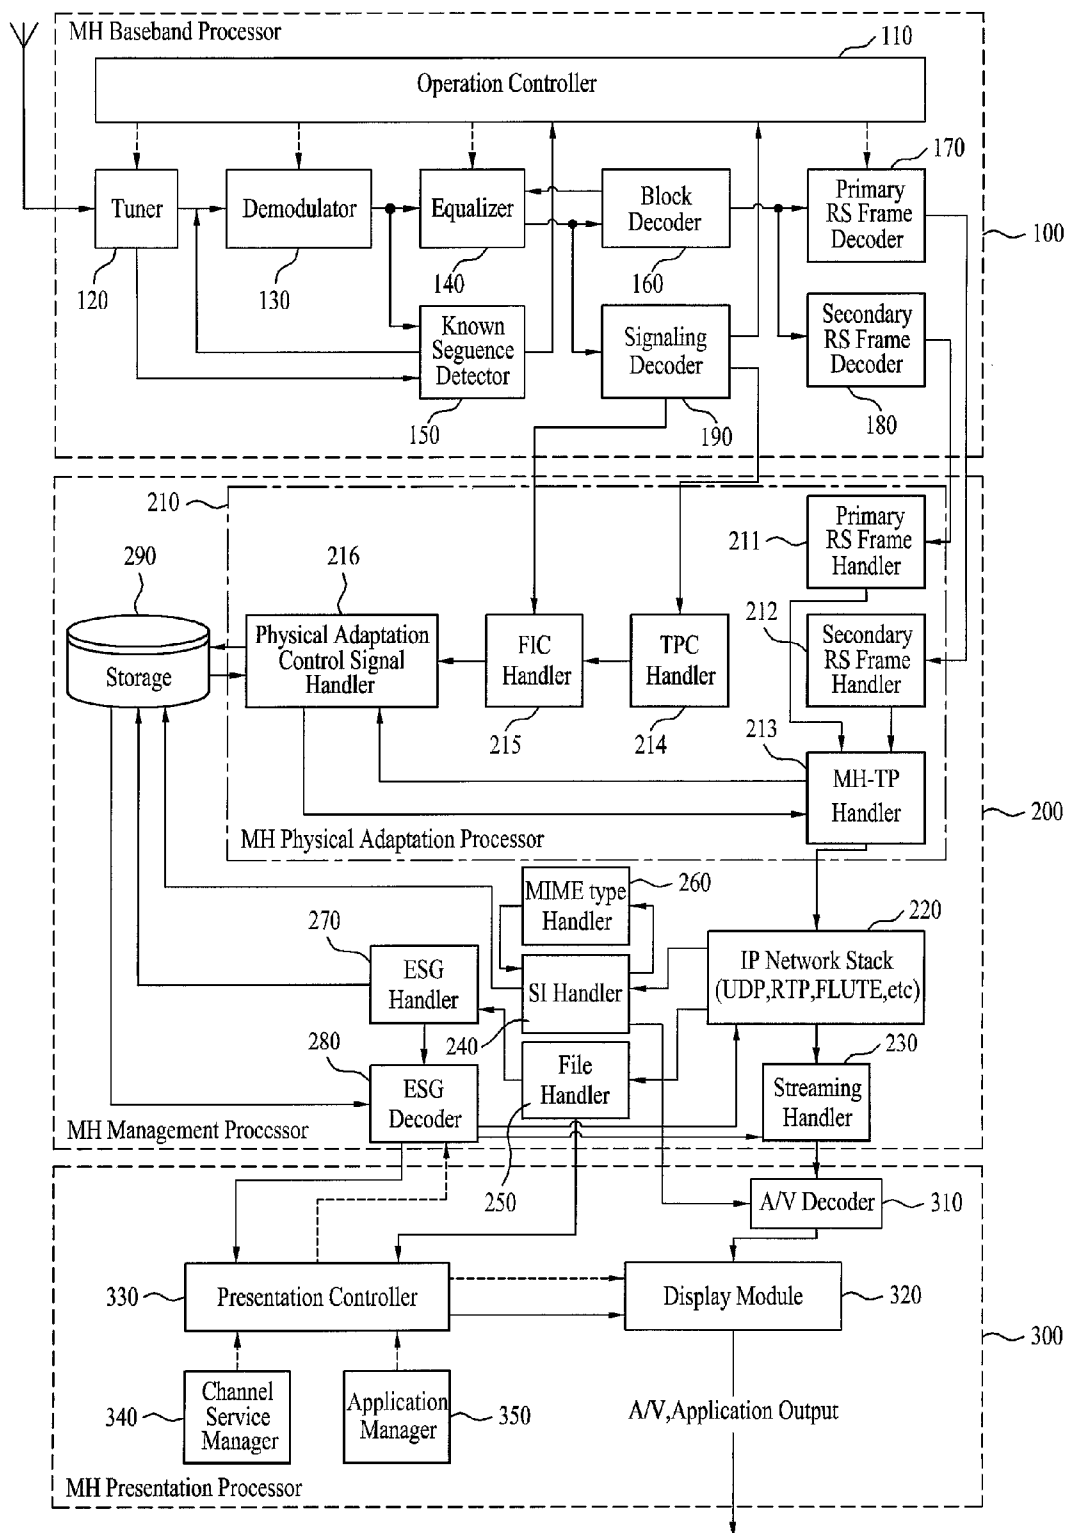 MH Baseband Processor
110
Operation Controller
170
Tuner
Demodulator
Equalizer
Block
Decoder
Primary
RS Frame
Decoder
100
120
130
140
160
Known
Seguence
Detector
Signaling
Decoder
Secondary
RS Frame
Decoder
150
190
180
210
Primary
RS Frame
Handler
211
290
216
212
Storage
Physical Adaptation
Control Signal
Handler
FIC
Handler
TPC
Handler
Secondary
RS Frame
Handler
215
214
213
MH-TP
Handler
200
MH Physical Adaptation Processor
MIME type
Handler
260
270
220
ESG
Handler
SI Handler
IP Network Stack
(UDP,RTP,FLUTE,etc)
280
240
230
ESG
Decoder
File
Handler
Streaming
Handler
MH Management Processor
250
A/V Decoder
310
330
Presentation Controller
Display Module
320
300
340
Channel
Service
Manager
Application
Manager
350
A/V,Application Output
MH Presentation Processor